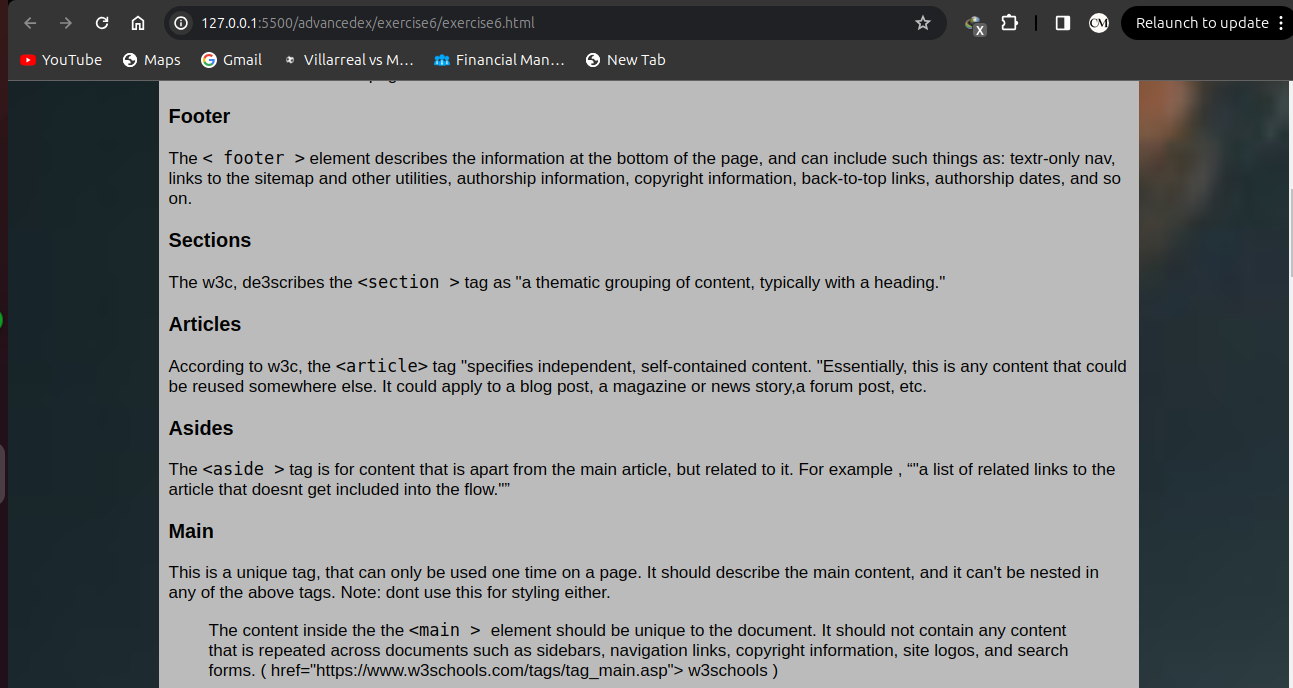 127.0.0.1:5500/advancedex/exercise6/exercise6.html
X
CM
Relaunch to update
YouTube
Maps
Gmail
Villarreal vs M...
Financial Man...
New Tab
Footer
The < footer > element describes the information at the bottom of the page, and can include such things as: textr-only nav,
links to the sitemap and other utilities, authorship information, copyright information, back-to-top links, authorship dates, and so
on.
Sections
The w3c, de3scribes the <section > tag as "a thematic grouping of content, typically with a heading."
Articles
According to w3c, the <article> tag "specifies independent, self-contained content. "Essentially, this is any content that could
be reused somewhere else. It could apply to a blog post, a magazine or news story,a forum post, etc.
Asides
The <aside > tag is for content that is apart from the main article, but related to it. For example , “"a list of related links to the
article that doesnt get included into the flow."”
Main
This is a unique tag, that can only be used one time on a page. It should describe the main content, and it can't be nested in
any of the above tags. Note: dont use this for styling either.
The content inside the the <main > element should be unique to the document. It should not contain any content
that is repeated across documents such as sidebars, navigation links, copyright information, site logos, and search
forms. ( href="https://www.w3schools.com/tags/tag_main.asp"> w3schools )